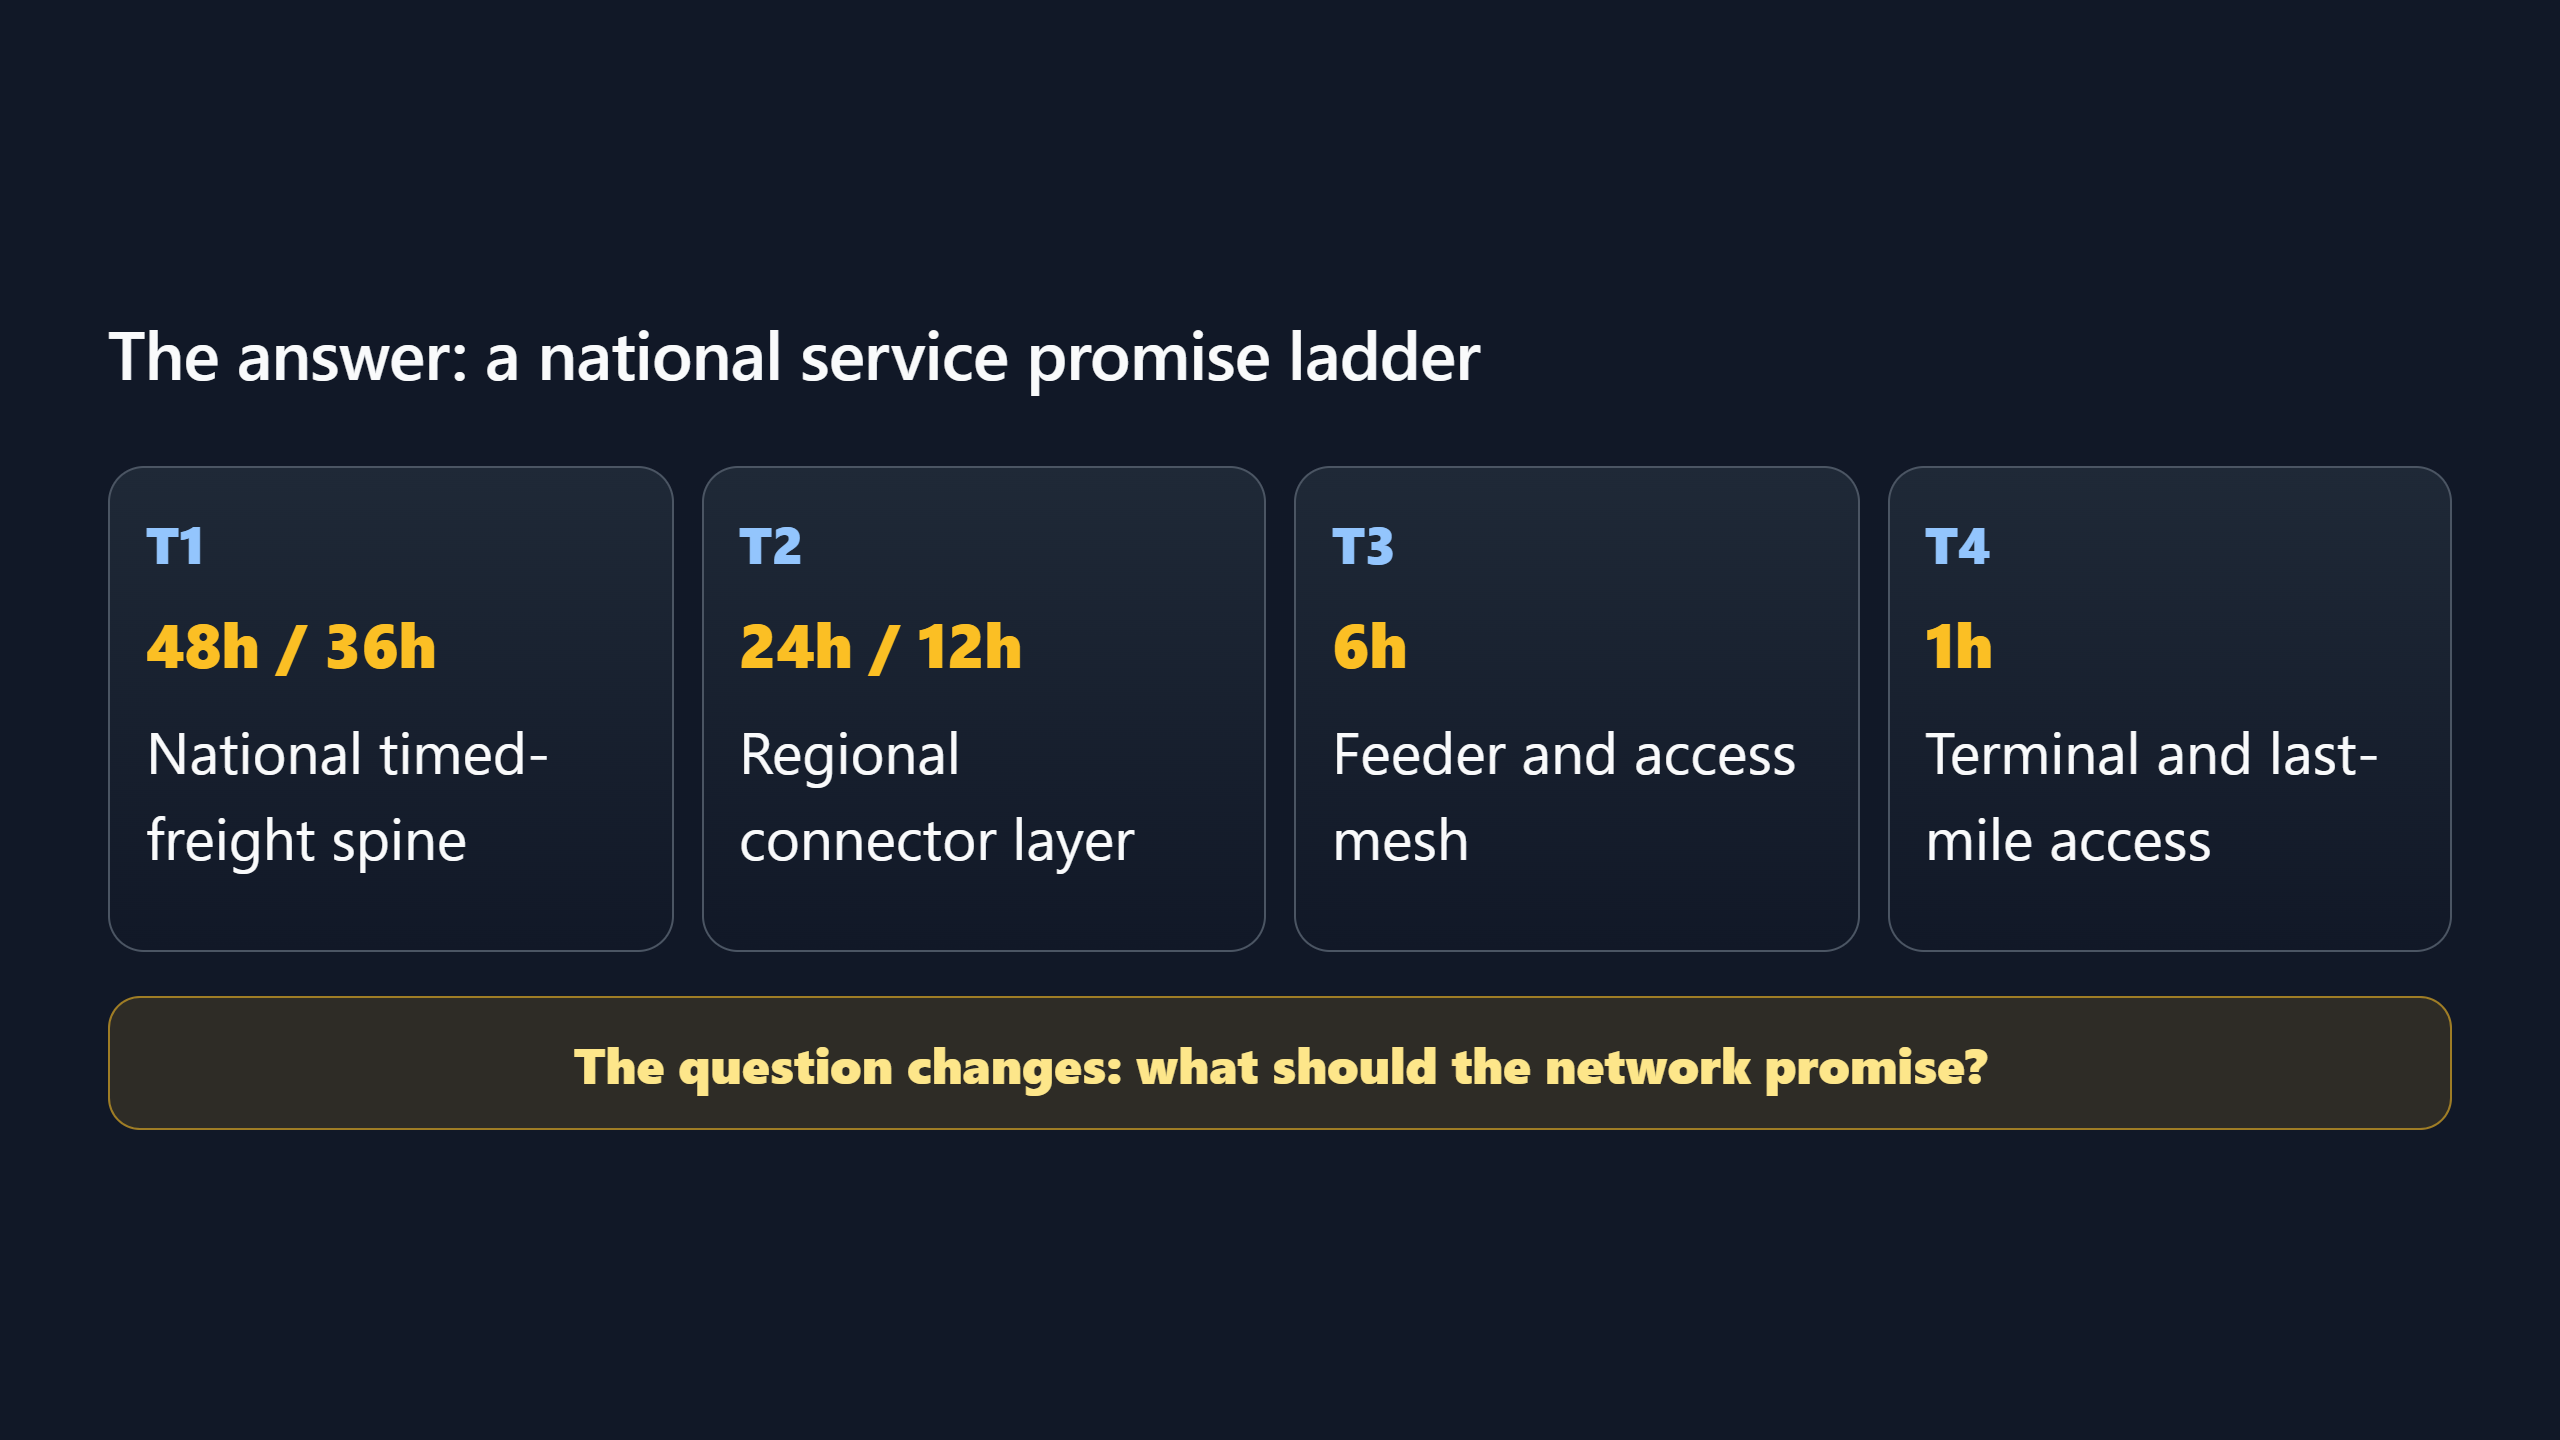 The answer: a national service promise ladder
T1
48h / 36h
National timed-
freight spine
T2
24h / 12h
Regional
connector layer
T3
6h
Feeder and access
mesh
T4
1h
Terminal and last-
mile access
The question changes: what should the network promise?